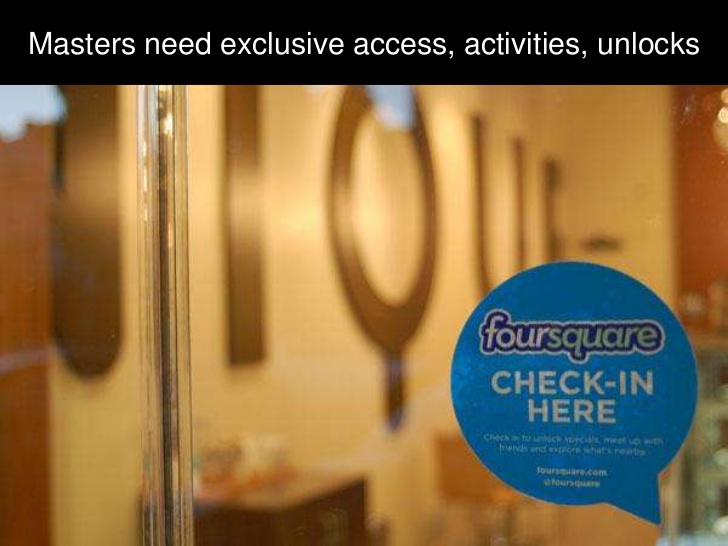 Masters need exclusive access, activities, unlocks
foursquare
CHECK-IN
HERE
Check in to unlock specials, meet up with
friends and explore what's nearby
foursquare.com
@foursquare